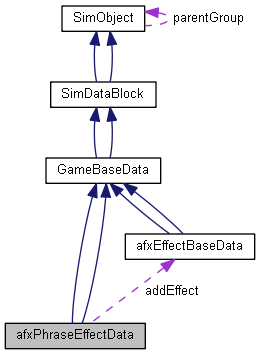 SimObject
parentGroup
SimDataBlock
GameBaseData
afxEffectBaseData
addEffect
afxPhraseEffectData